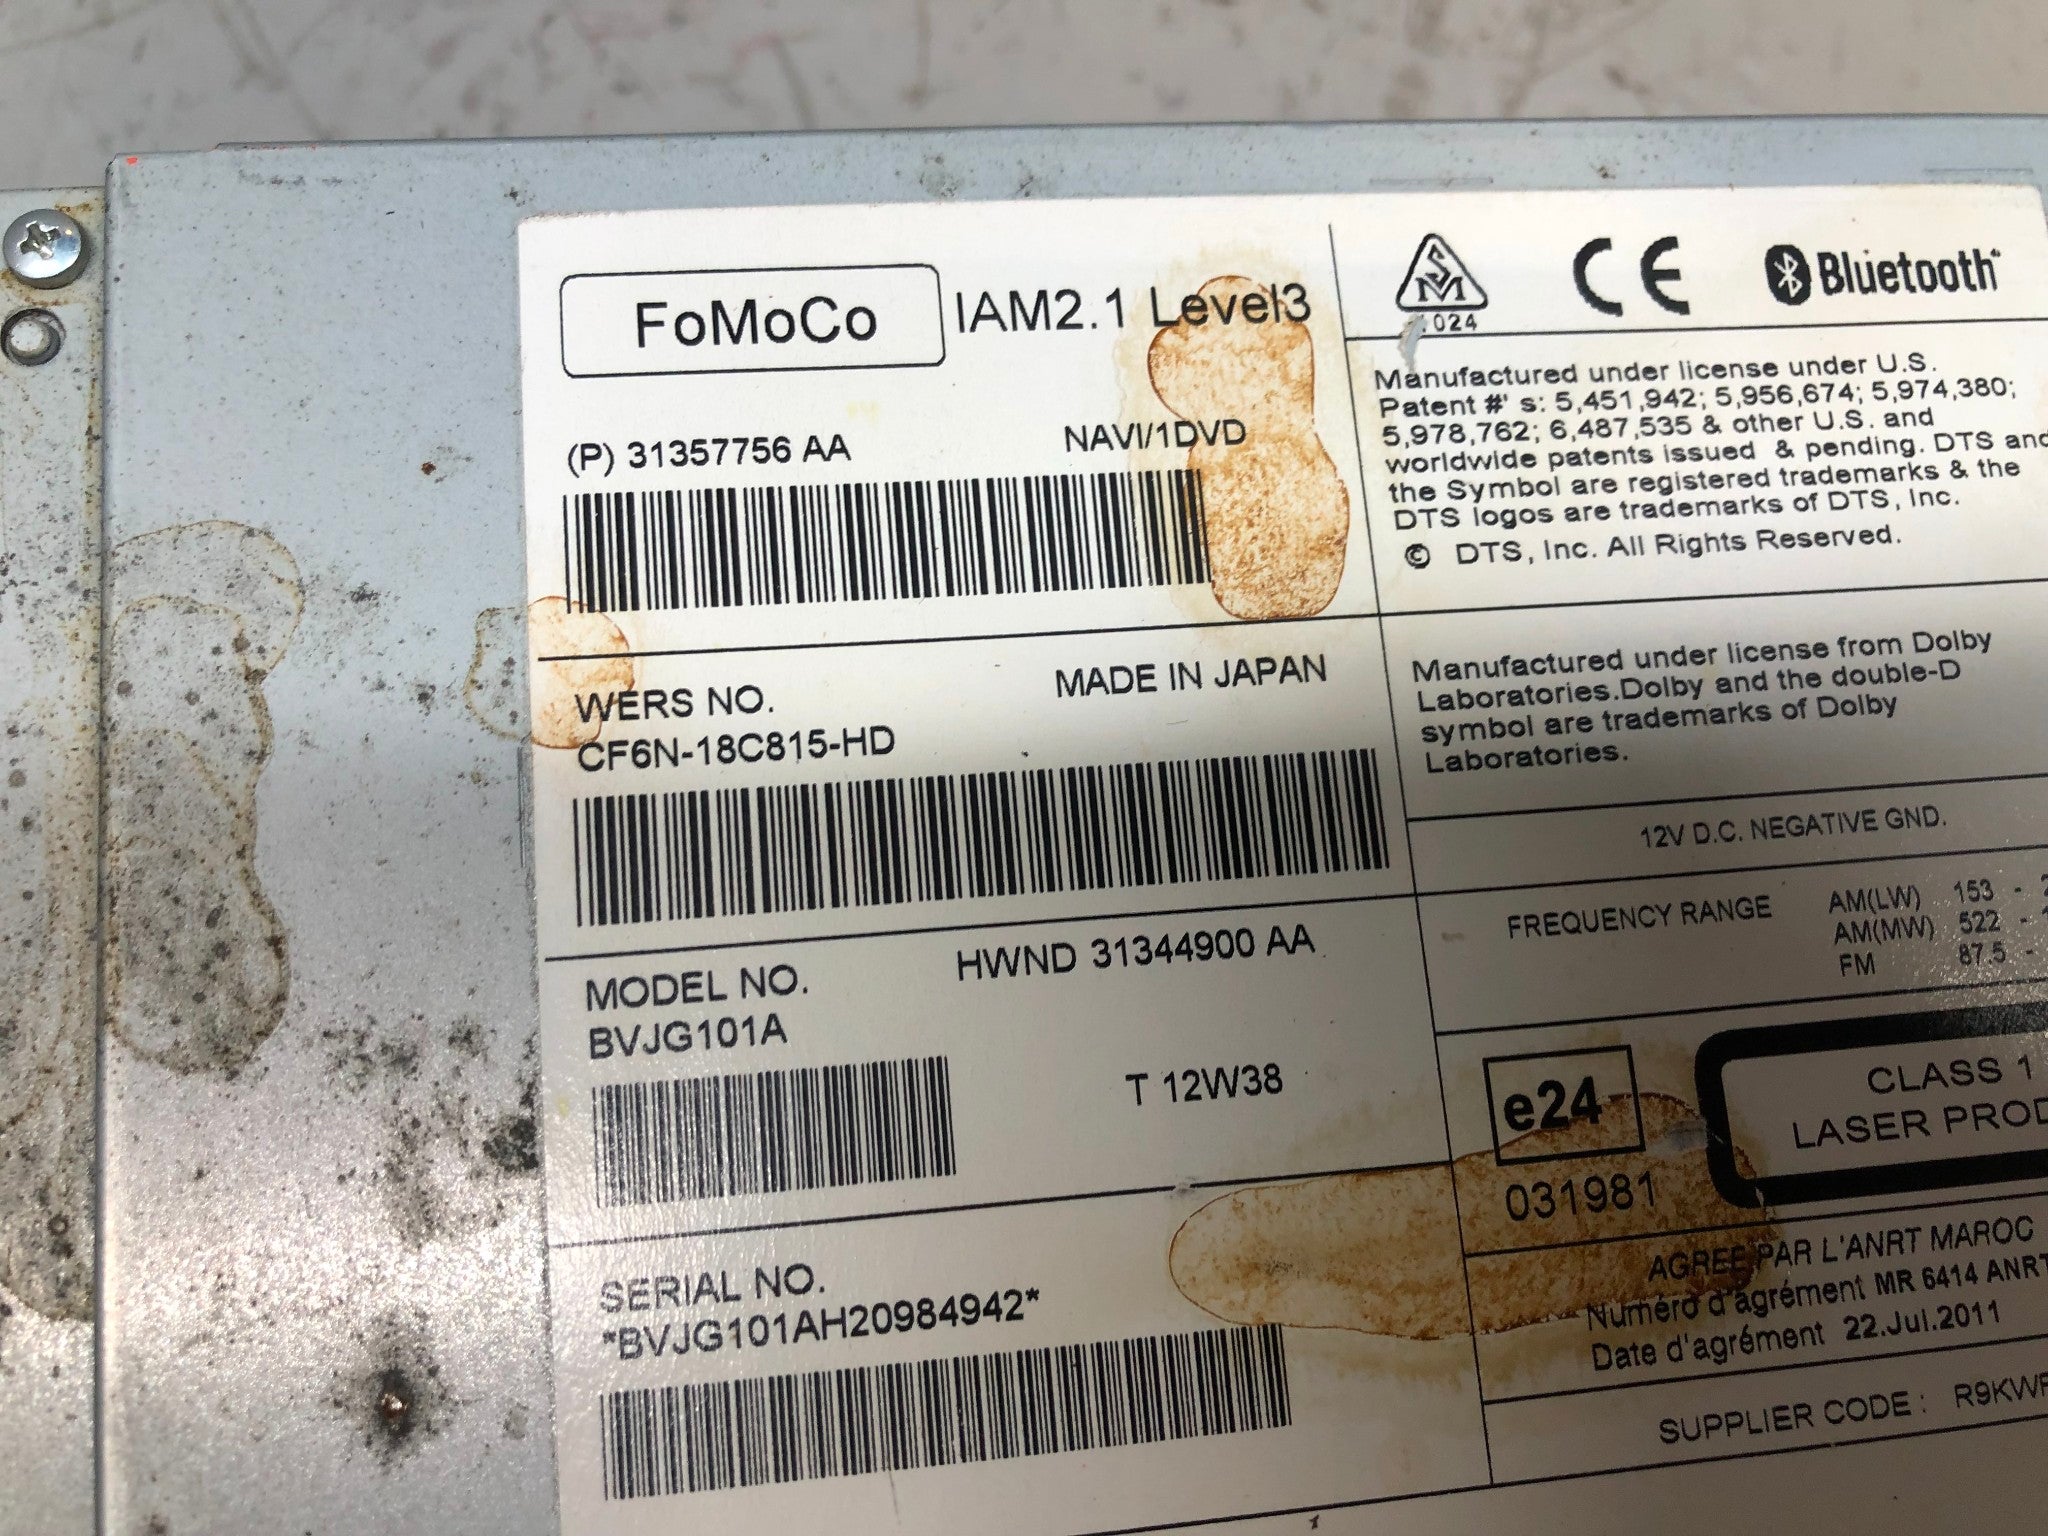 FoMoCo
IAM2.1 Level3
(P) 31357756 AA
NAVI/1DVD
WERS NO.
MADE IN JAPAN
CF6N-18C815-HD
MODEL NO.
HWND 31344900 AA
BVJG101A
T 12W38
SERIAL NO.
*BVJG101AH20984942*
SM
024
CE
Bluetooth
Manufactured under license under U.S.
Patent #' s: 5,451,942; 5,956,674; 5,974,380;
5,978,762; 6,487,535 & other U.S. and
worldwide patents issued & pending. DTS and
the Symbol are registered trademarks & the
DTS logos are trademarks of DTS, Inc.
© DTS, Inc. All Rights Reserved.
Manufactured under license from Dolby
Laboratories.Dolby and the double-D
symbol are trademarks of Dolby
Laboratories.
12V D.C. NEGATIVE GND.
FREQUENCY RANGE
AM(LW) 153 -
AM(MW) 522 -
FM 87.5 -
e24
031981
CLASS 1
LASER PROD
AGREE PAR L'ANRT MAROC
Numéro d'agrément MR 6414 ANRT
Date d'agrément 22.Jul.2011
SUPPLIER CODE : R9KW